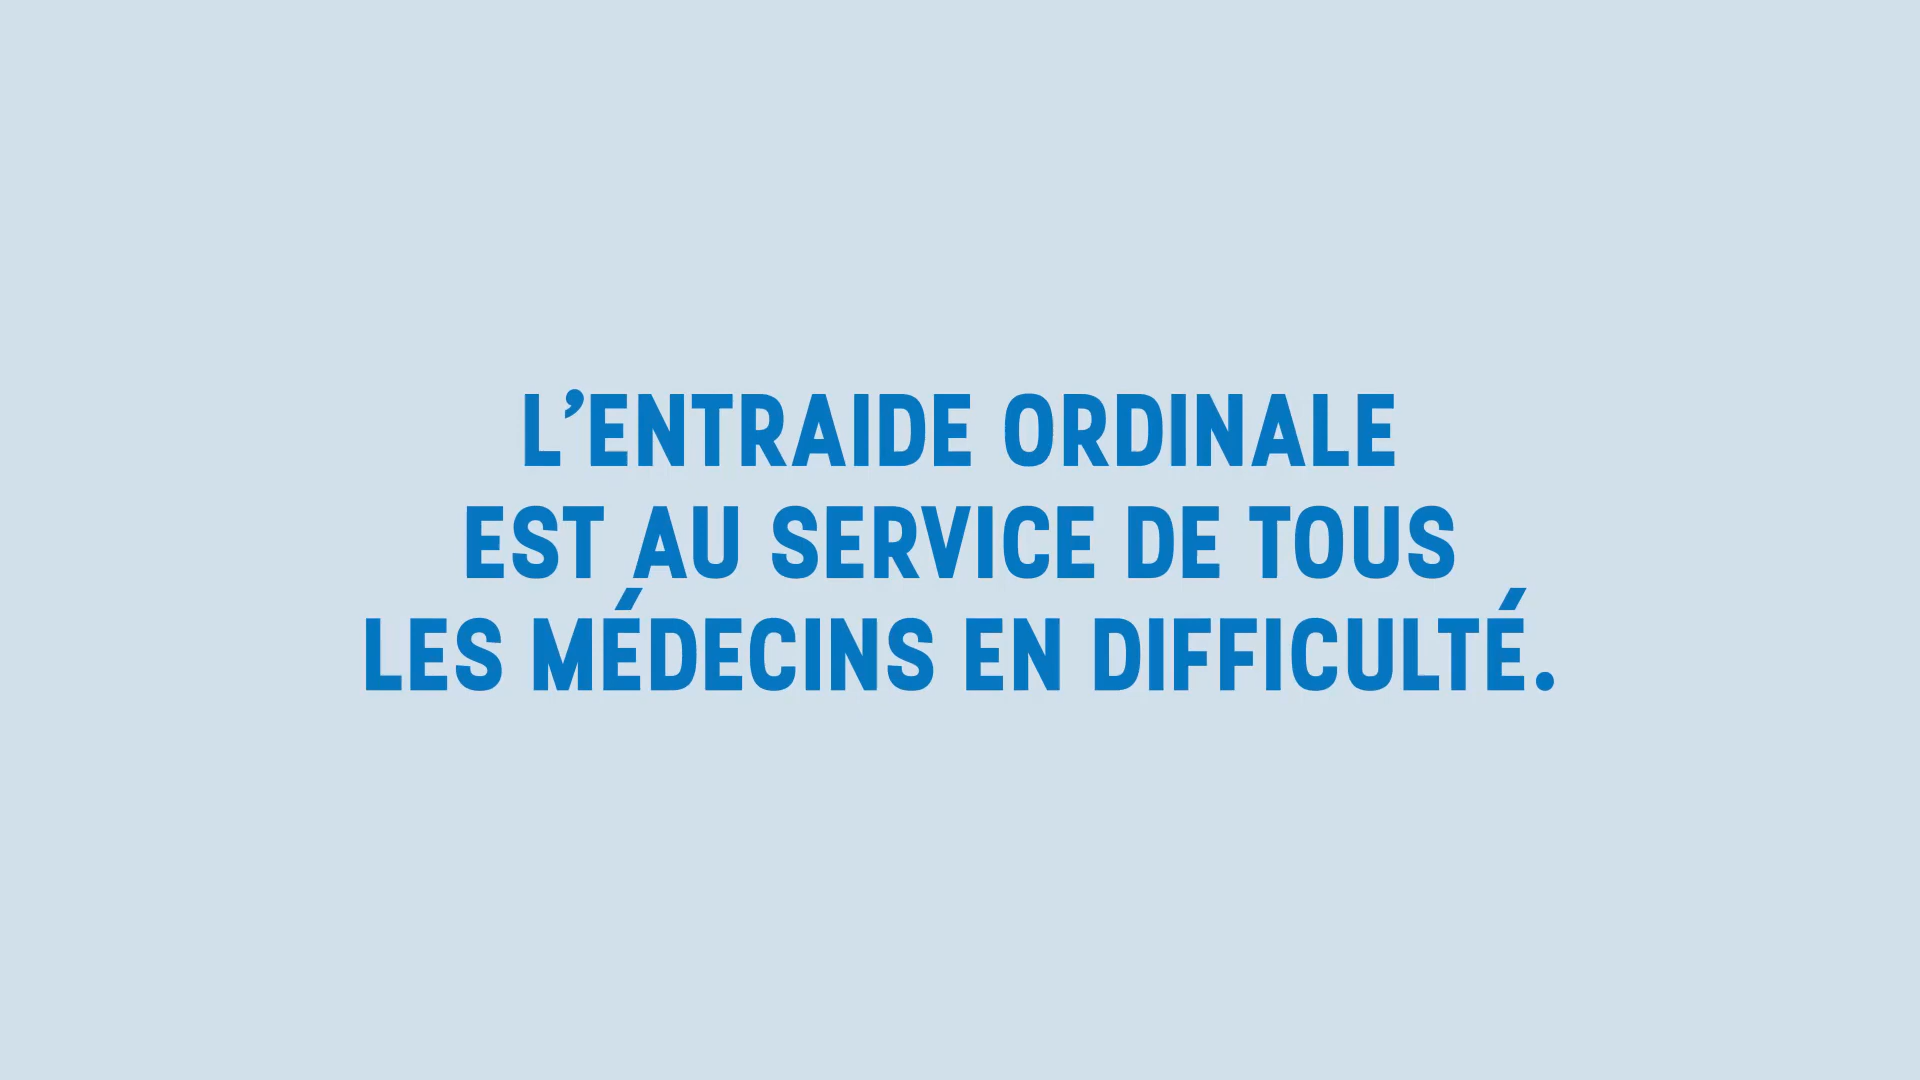 L’ENTRAIDE ORDINALE
EST AU SERVICE DE TOUS
LES MÉDECINS EN DIFFICULTÉ.